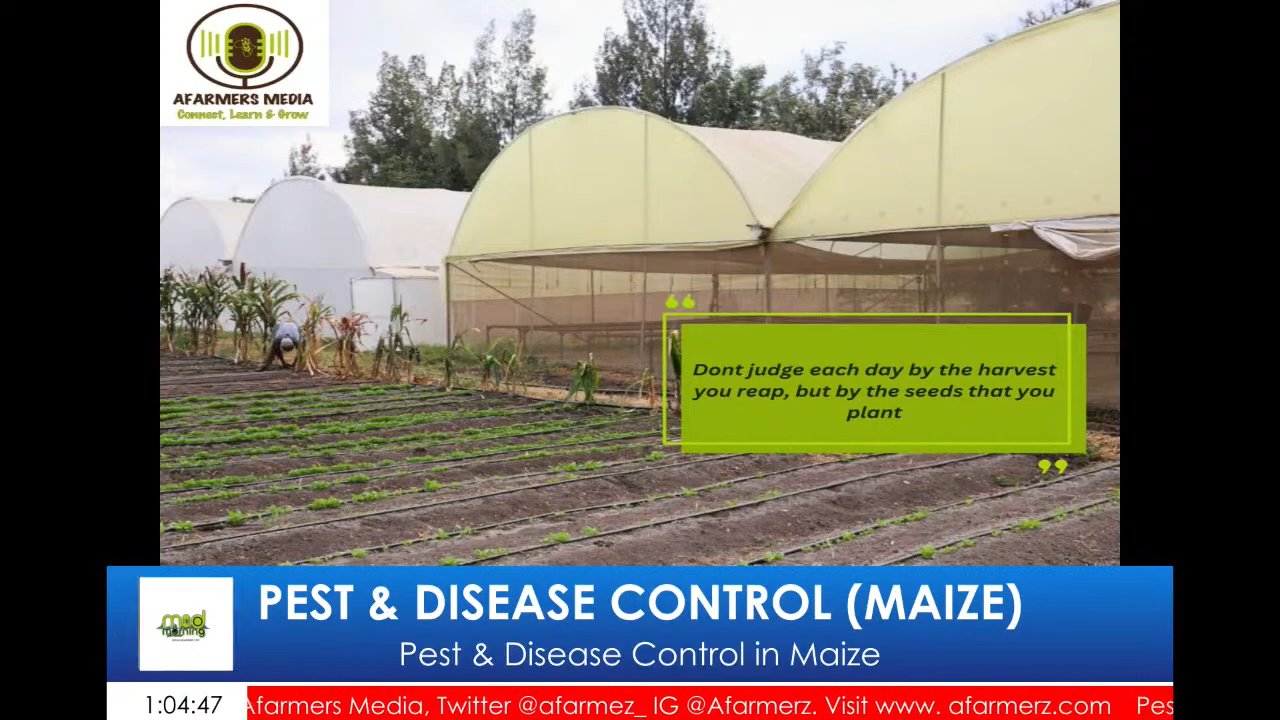 AFARMERS MEDIA
Connect, Learn & Grow
Dont judge each day by the harvest
you reap, but by the seeds that you
plant
PEST & DISEASE CONTROL (MAIZE)
Pest & Disease Control in Maize
morning
1:04:47
Afarmers Media, Twitter @afarmez_ IG @Afarmerz. Visit www. afarmerz.com Pes